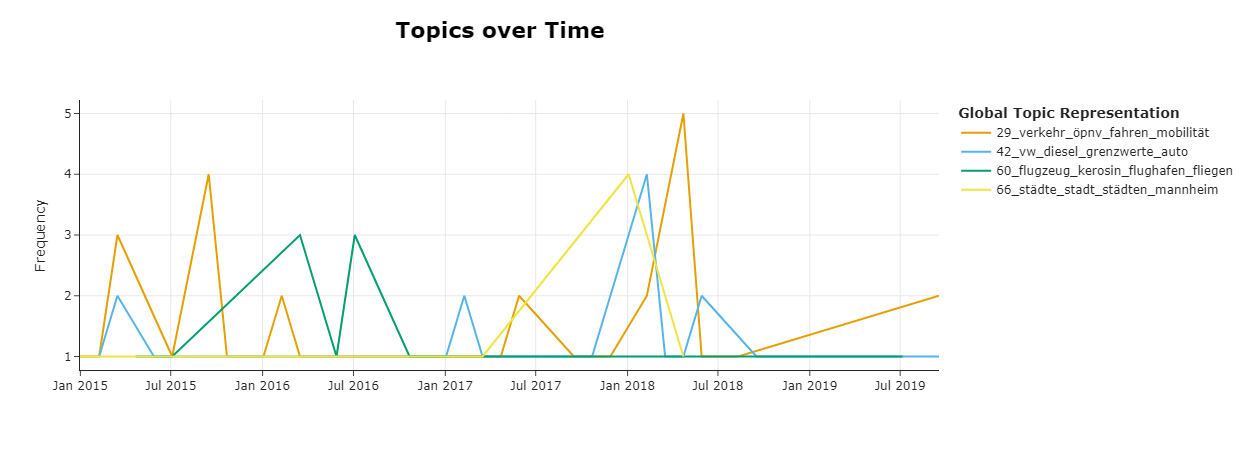 Topics over Time
Frequency
5
4
3
2
1
Jan 2015
Jul 2015
Jan 2016
Jul 2016
Jan 2017
Jul 2017
Jan 2018
Jul 2018
Jan 2019
Jul 2019
Global Topic Representation
29_verkehr_öpnv_fahren_mobilität
42_vw_diesel_grenzwerte_auto
60_flugzeug_kerosin_flughafen_fliegen
66_städte_stadt_städten_mannheim